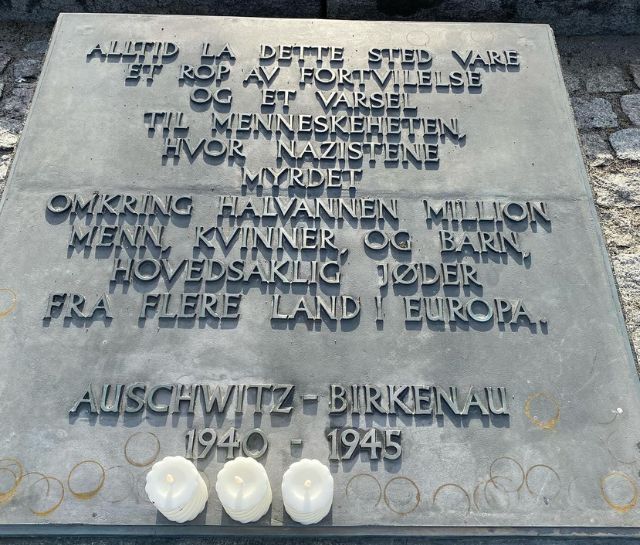 ALLTID LA DETTE STED VÆRE
ET ROP AV FORTVILELSE
OG ET VARSEL
TIL MENNESKEHETEN,
HVOR NAZISTENE
MYRDET
OMKRING HALVANNEN MILLION
MENN, KVINNER, OG BARN,
HOVEDSAKLIG JØDER
FRA FLERE LAND I EUROPA.
AUSCHWITZ - BIRKENAU
1940 - 1945